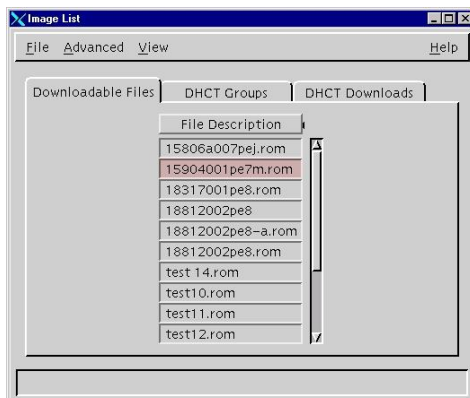 Image List
File Advanced View Help
Downloadable Files DHCT Groups DHCT Downloads
File Description
15806a007pej.rom
15904001pe7m.rom
18317001pe8.rom
18812002pe8
18812002pe8-a.rom
18812002pe8.rom
test 14.rom
test10.rom
test11.rom
test12.rom